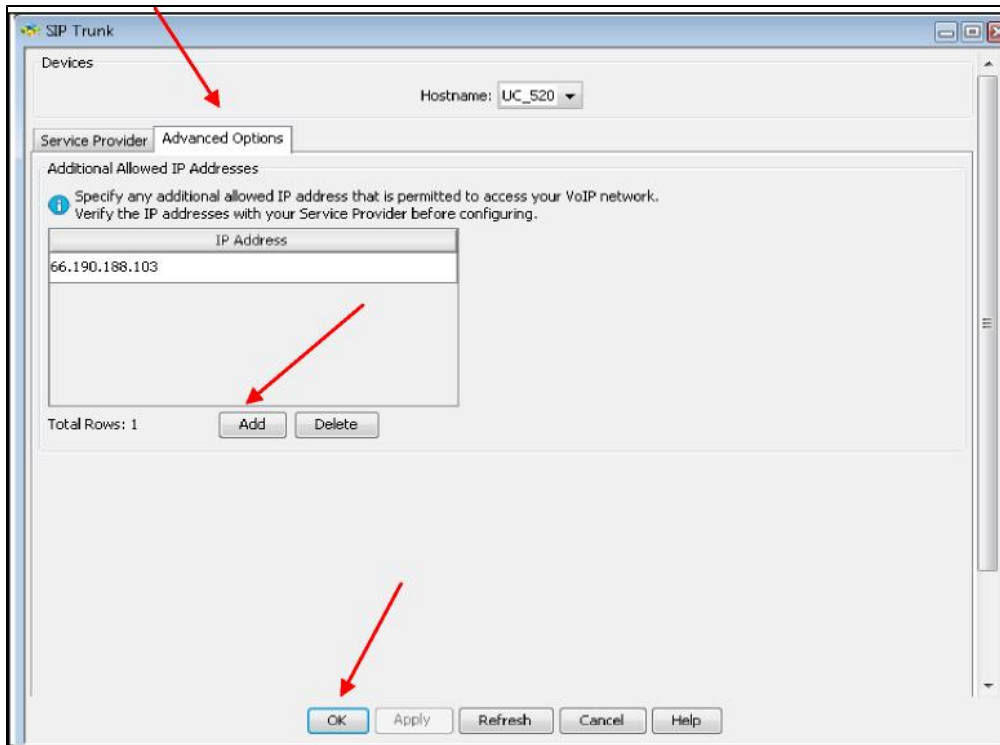 SIP Trunk
Devices
Hostname: UC_520
Service Provider Advanced Options
Additional Allowed IP Addresses
Specify any additional allowed IP address that is permitted to access your VoIP network.
Verify the IP addresses with your Service Provider before configuring.
IP Address
66.190.188.103
Total Rows: 1 Add Delete
OK Apply Refresh Cancel Help